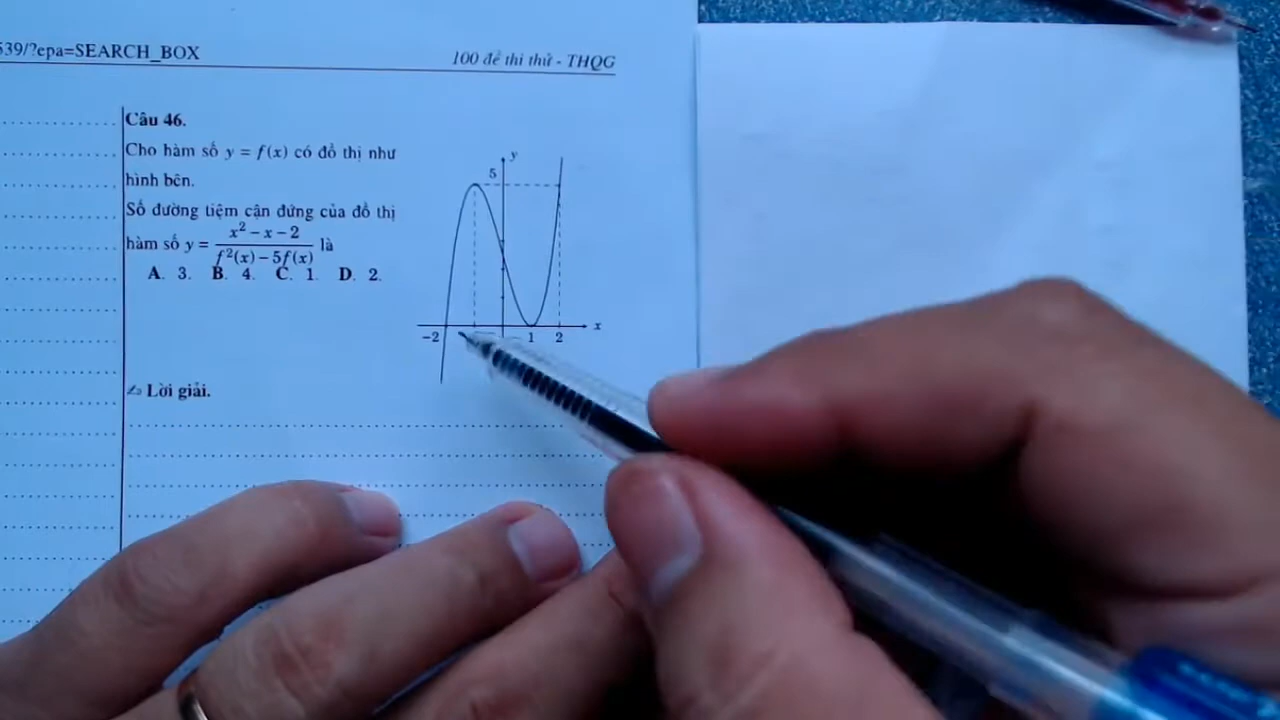 539/?epa=SEARCH_BOX
100 đề thi thử - THQG
Câu 46.
Cho hàm số y = f(x) có đồ thị như
hình bên.
Số đường tiệm cận đứng của đồ thị
hàm số y = \frac{x² − x − 2}{f²(x) − 5f(x)} là
A. 3. B. 4. C. 1. D. 2.
y
5
x
−2 1 2
✍ Lời giải.